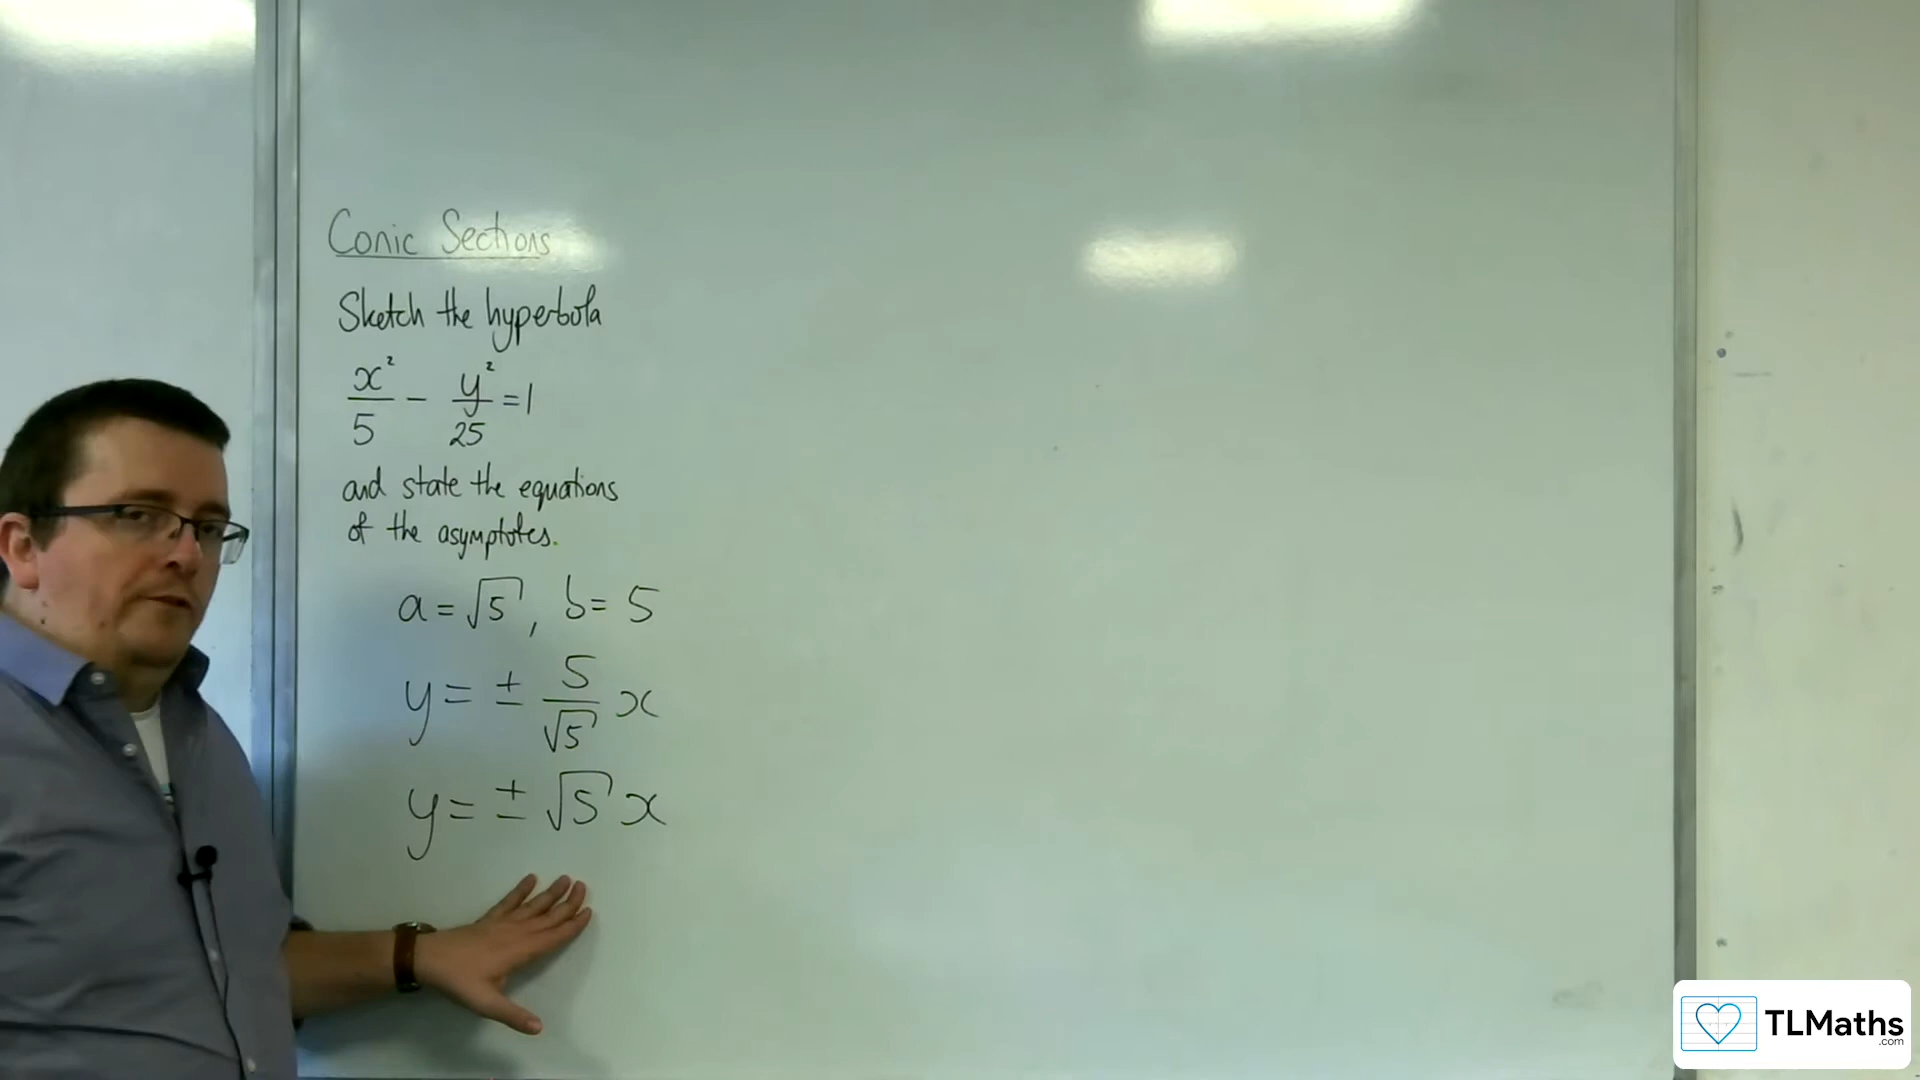 Conic Sections
Sketch the hyperbola
x²/5 - y²/25 = 1
and state the equations
of the asymptotes.
a = √5, b = 5
y = ± 5/√5 x
y = ± √5 x
TLMaths
.com